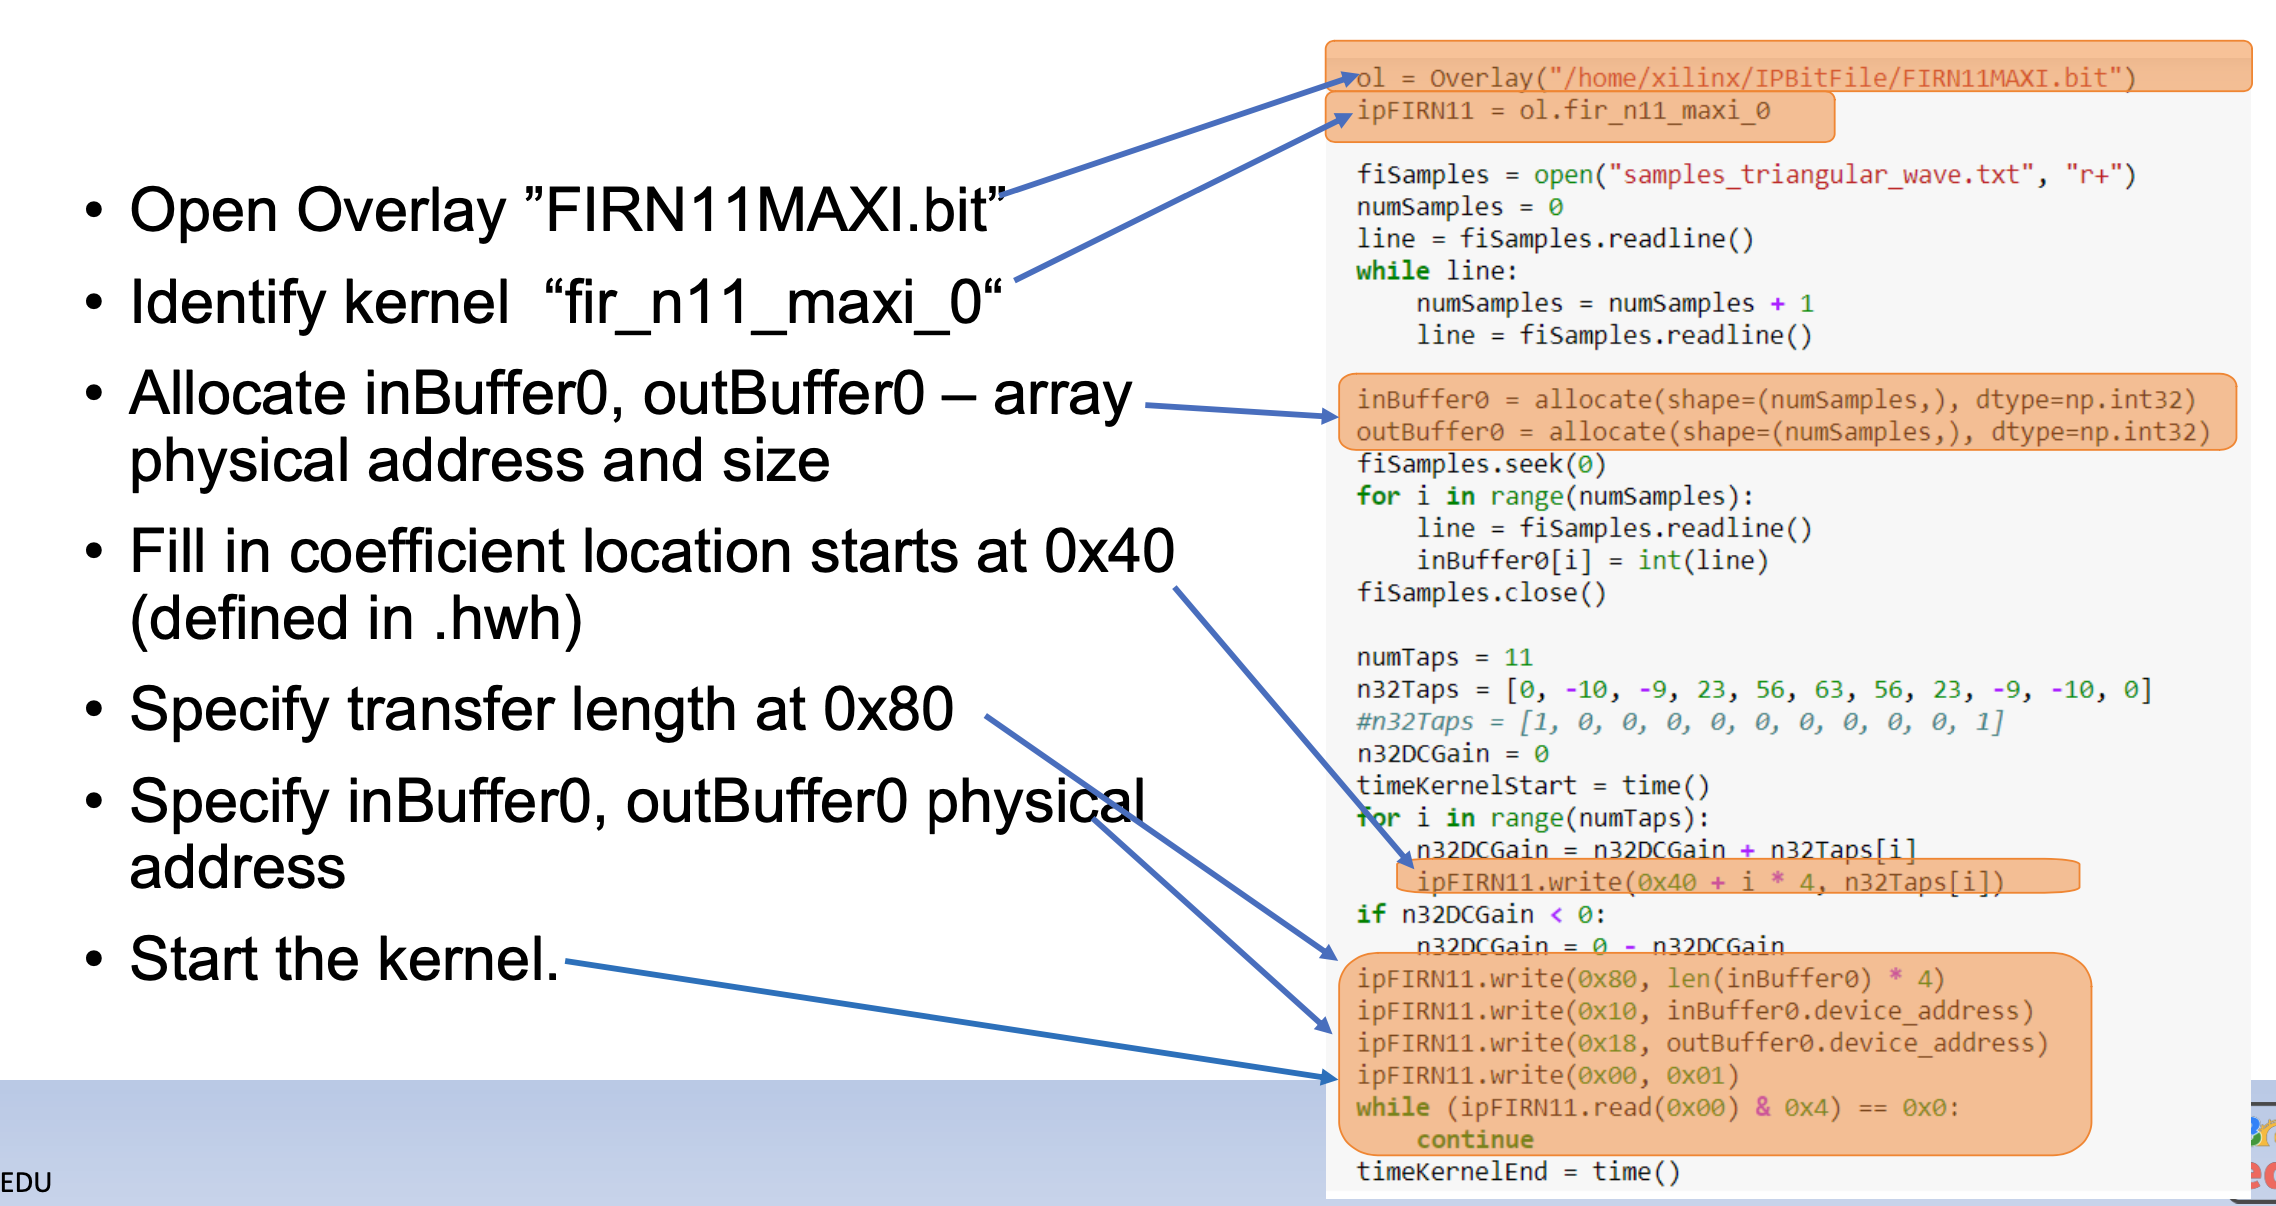 • Open Overlay ”FIRN11MAXI.bit”
• Identify kernel  “fir_n11_maxi_0“
• Allocate inBuffer0, outBuffer0 – array
physical address and size
• Fill in coefficient location starts at 0x40
(defined in .hwh)
• Specify transfer length at 0x80
• Specify inBuffer0, outBuffer0 physical
address
• Start the kernel.
ol = Overlay("/home/xilinx/IPBitFile/FIRN11MAXI.bit")
ipFIRN11 = ol.fir_n11_maxi_0
fiSamples = open("samples_triangular_wave.txt", "r+")
numSamples = 0
line = fiSamples.readline()
while line:
    numSamples = numSamples + 1
    line = fiSamples.readline()
inBuffer0 = allocate(shape=(numSamples,), dtype=np.int32)
outBuffer0 = allocate(shape=(numSamples,), dtype=np.int32)
fiSamples.seek(0)
for i in range(numSamples):
    line = fiSamples.readline()
    inBuffer0[i] = int(line)
fiSamples.close()
numTaps = 11
n32Taps = [0, -10, -9, 23, 56, 63, 56, 23, -9, -10, 0]
#n32Taps = [1, 0, 0, 0, 0, 0, 0, 0, 0, 0, 1]
n32DCGain = 0
timeKernelStart = time()
for i in range(numTaps):
    n32DCGain = n32DCGain + n32Taps[i]
    ipFIRN11.write(0x40 + i * 4, n32Taps[i])
if n32DCGain < 0:
    n32DCGain = 0 - n32DCGain
ipFIRN11.write(0x80, len(inBuffer0) * 4)
ipFIRN11.write(0x10, inBuffer0.device_address)
ipFIRN11.write(0x18, outBuffer0.device_address)
ipFIRN11.write(0x00, 0x01)
while (ipFIRN11.read(0x00) & 0x4) == 0x0:
    continue
timeKernelEnd = time()
EDU